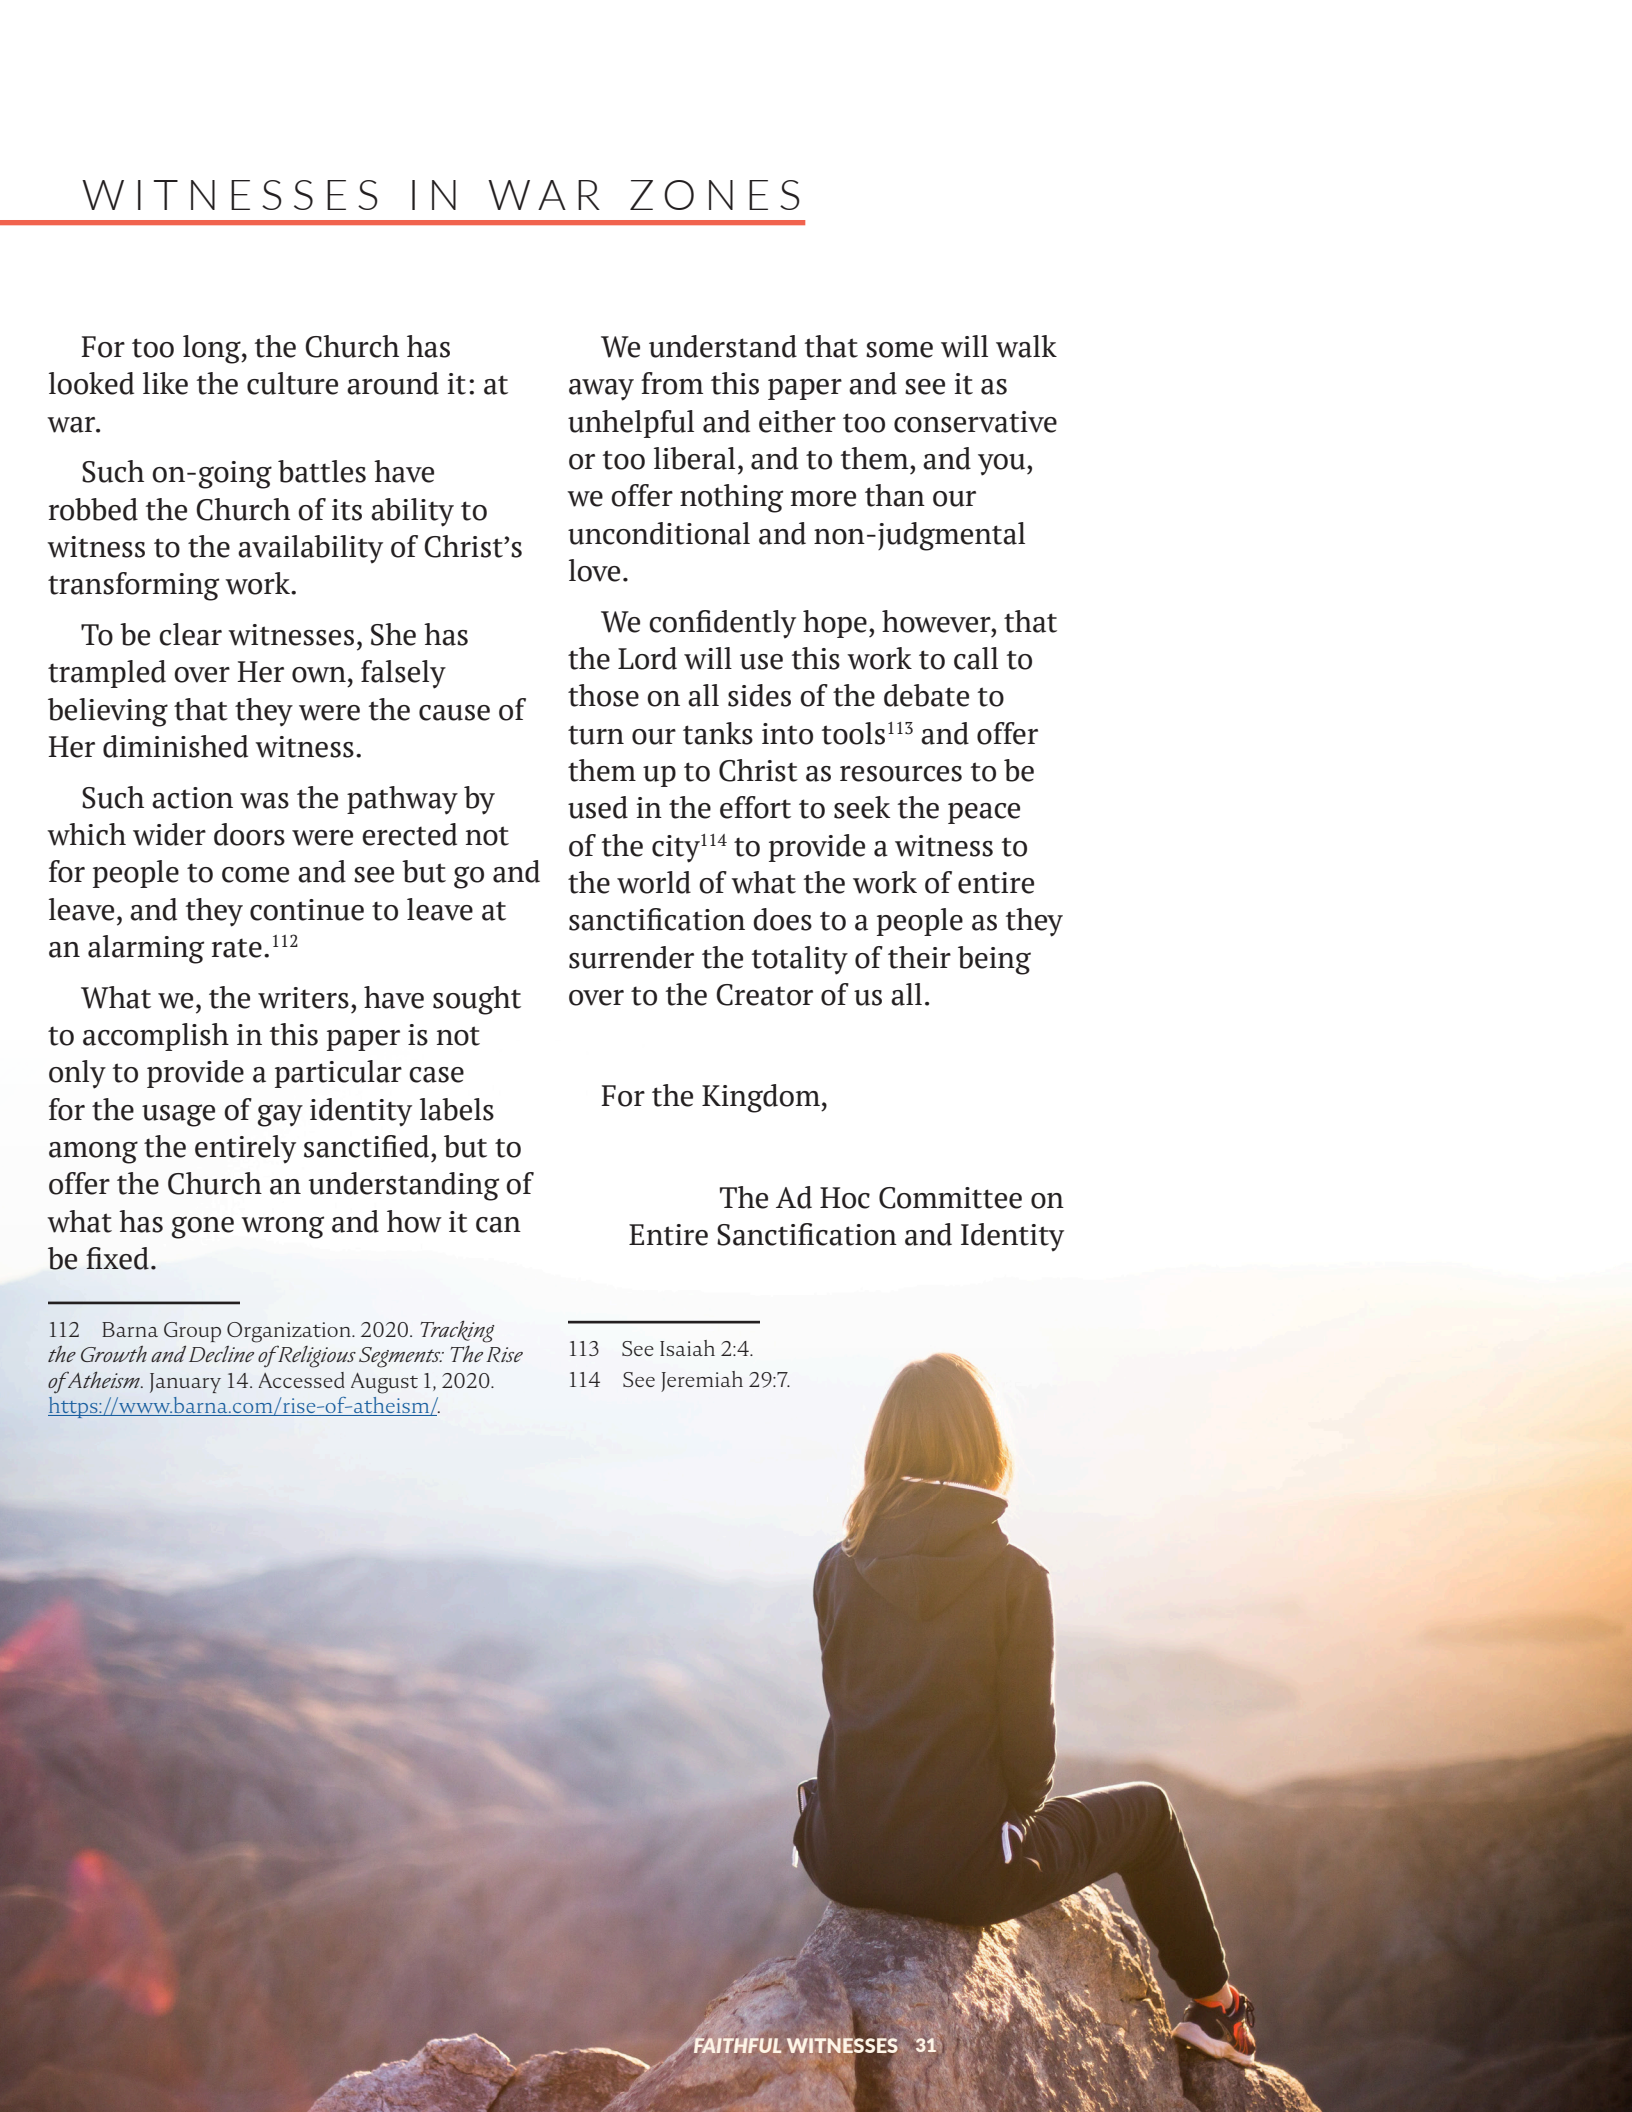 WITNESSES IN WAR ZONES
For too long, the Church has
looked like the culture around it: at
war.
Such on-going battles have
robbed the Church of its ability to
witness to the availability of Christ’s
transforming work.
To be clear witnesses, She has
trampled over Her own, falsely
believing that they were the cause of
Her diminished witness.
Such action was the pathway by
which wider doors were erected not
for people to come and see but go and
leave, and they continue to leave at
an alarming rate.¹¹²
What we, the writers, have sought
to accomplish in this paper is not
only to provide a particular case
for the usage of gay identity labels
among the entirely sanctified, but to
offer the Church an understanding of
what has gone wrong and how it can
be fixed.
112 Barna Group Organization. 2020. Tracking
the Growth and Decline of Religious Segments: The Rise
of Atheism. January 14. Accessed August 1, 2020.
https://www.barna.com/rise-of-atheism/.
We understand that some will walk
away from this paper and see it as
unhelpful and either too conservative
or too liberal, and to them, and you,
we offer nothing more than our
unconditional and non-judgmental
love.
We confidently hope, however, that
the Lord will use this work to call to
those on all sides of the debate to
turn our tanks into tools¹¹³ and offer
them up to Christ as resources to be
used in the effort to seek the peace
of the city¹¹⁴ to provide a witness to
the world of what the work of entire
sanctification does to a people as they
surrender the totality of their being
over to the Creator of us all.
For the Kingdom,
The Ad Hoc Committee on
Entire Sanctification and Identity
113 See Isaiah 2:4.
114 See Jeremiah 29:7.
FAITHFUL WITNESSES 31